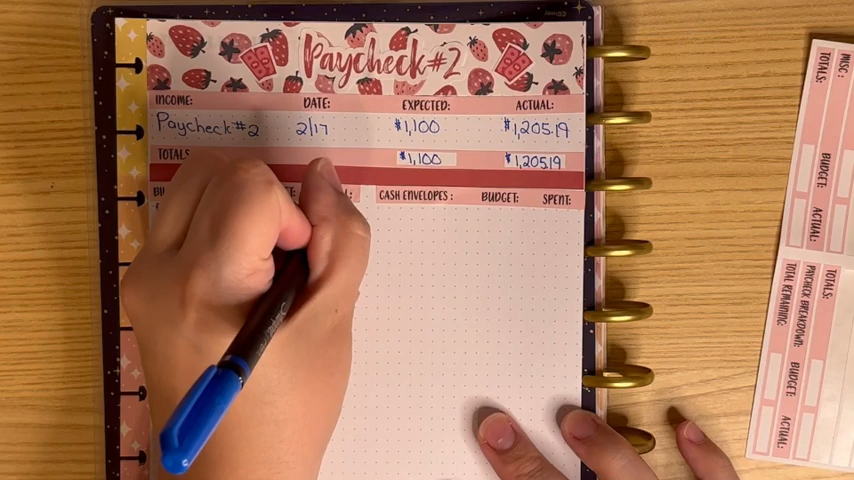 Paycheck #2
INCOME: DATE: EXPECTED: ACTUAL:
Paycheck #2 2/17 $1,100 $1,205.19
TOTALS $1,100 $1,205.19
CASH ENVELOPES: BUDGET: SPENT:
MISC:
TOTALS: BUDGET: ACTUAL:
TOTALS:
PAYCHECK BREAKDOWN:
TOTAL REMAINING: BUDGET: ACTUAL: